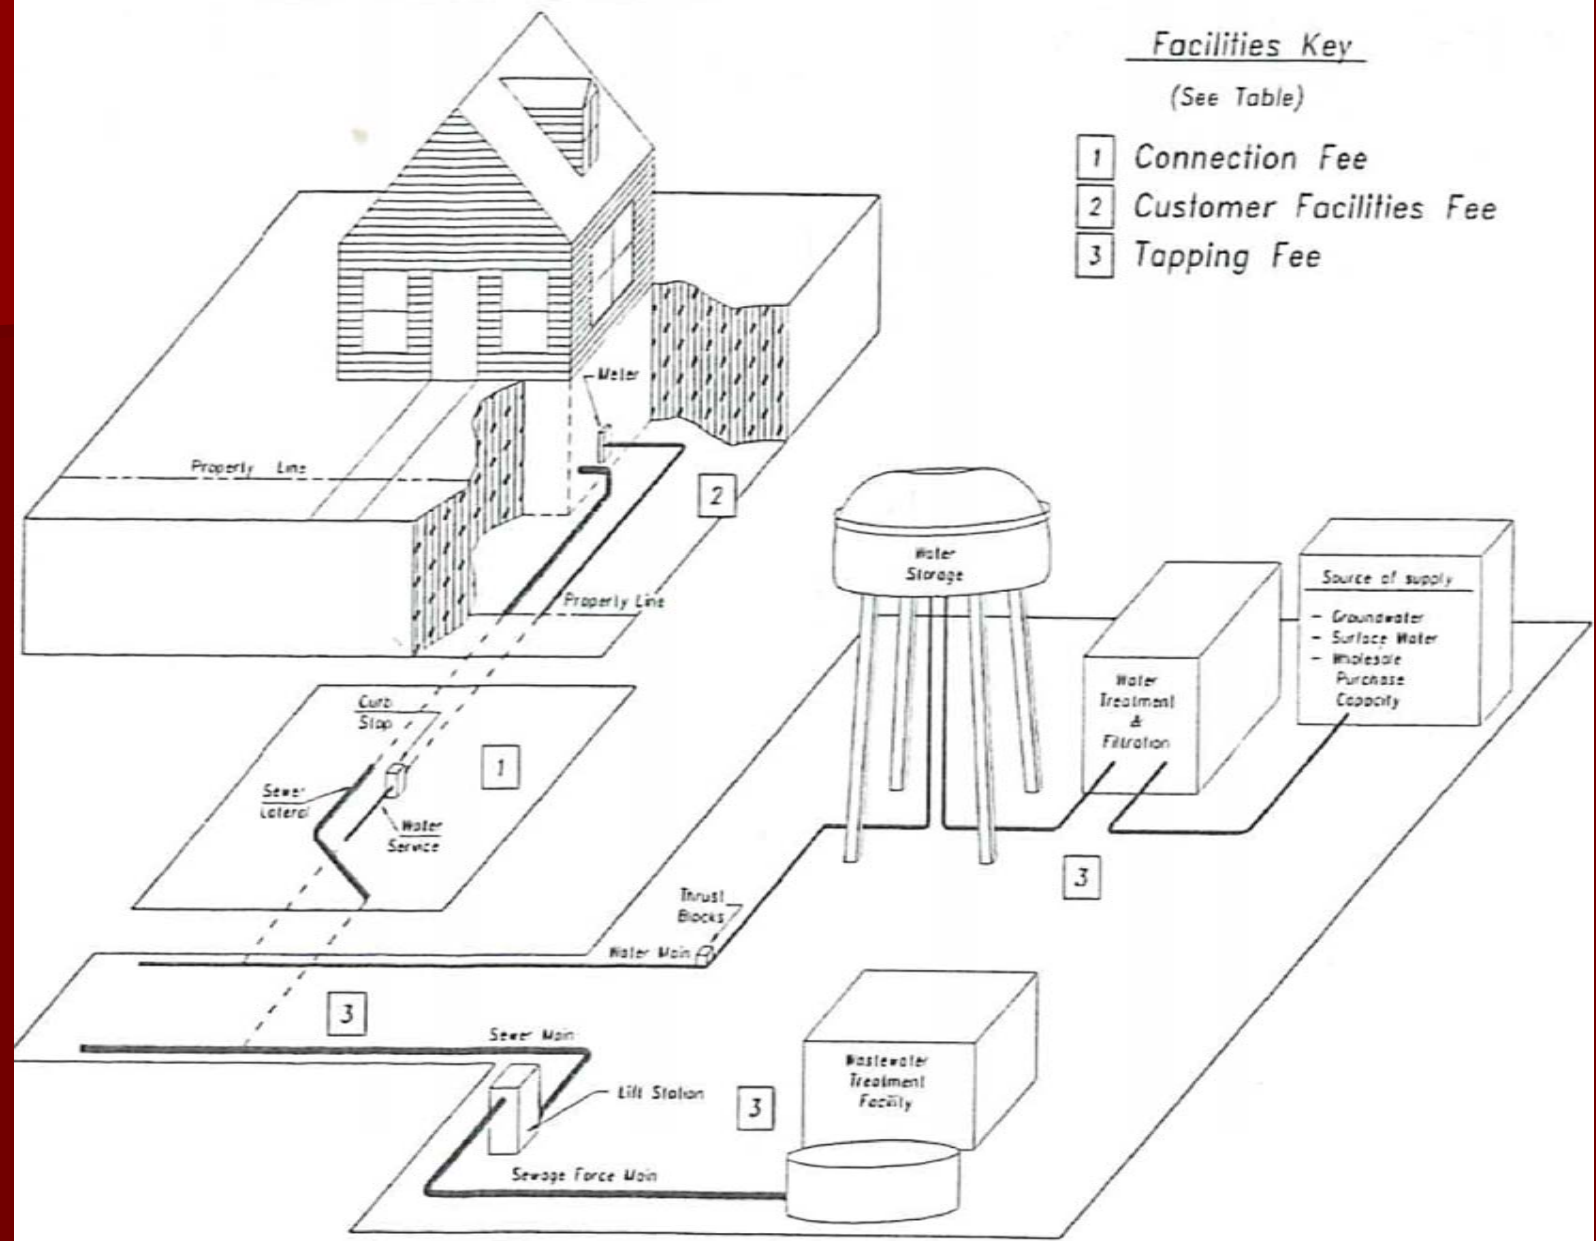 Facilities Key
(See Table)
1 Connection Fee
2 Customer Facilities Fee
3 Tapping Fee
Meter
Property Line
2
Property Line
Water
Storage
Source of supply
- Groundwater
- Surface Water
- Wholesale
Purchase
Capacity
Water
Treatment
&
Filtration
Curb
Stop
1
Sewer
Lateral
Water
Service
3
Thrust
Blocks
Water Main
3
Sewer Main
Lift Station
3
Wastewater
Treatment
Facility
Sewage Force Main